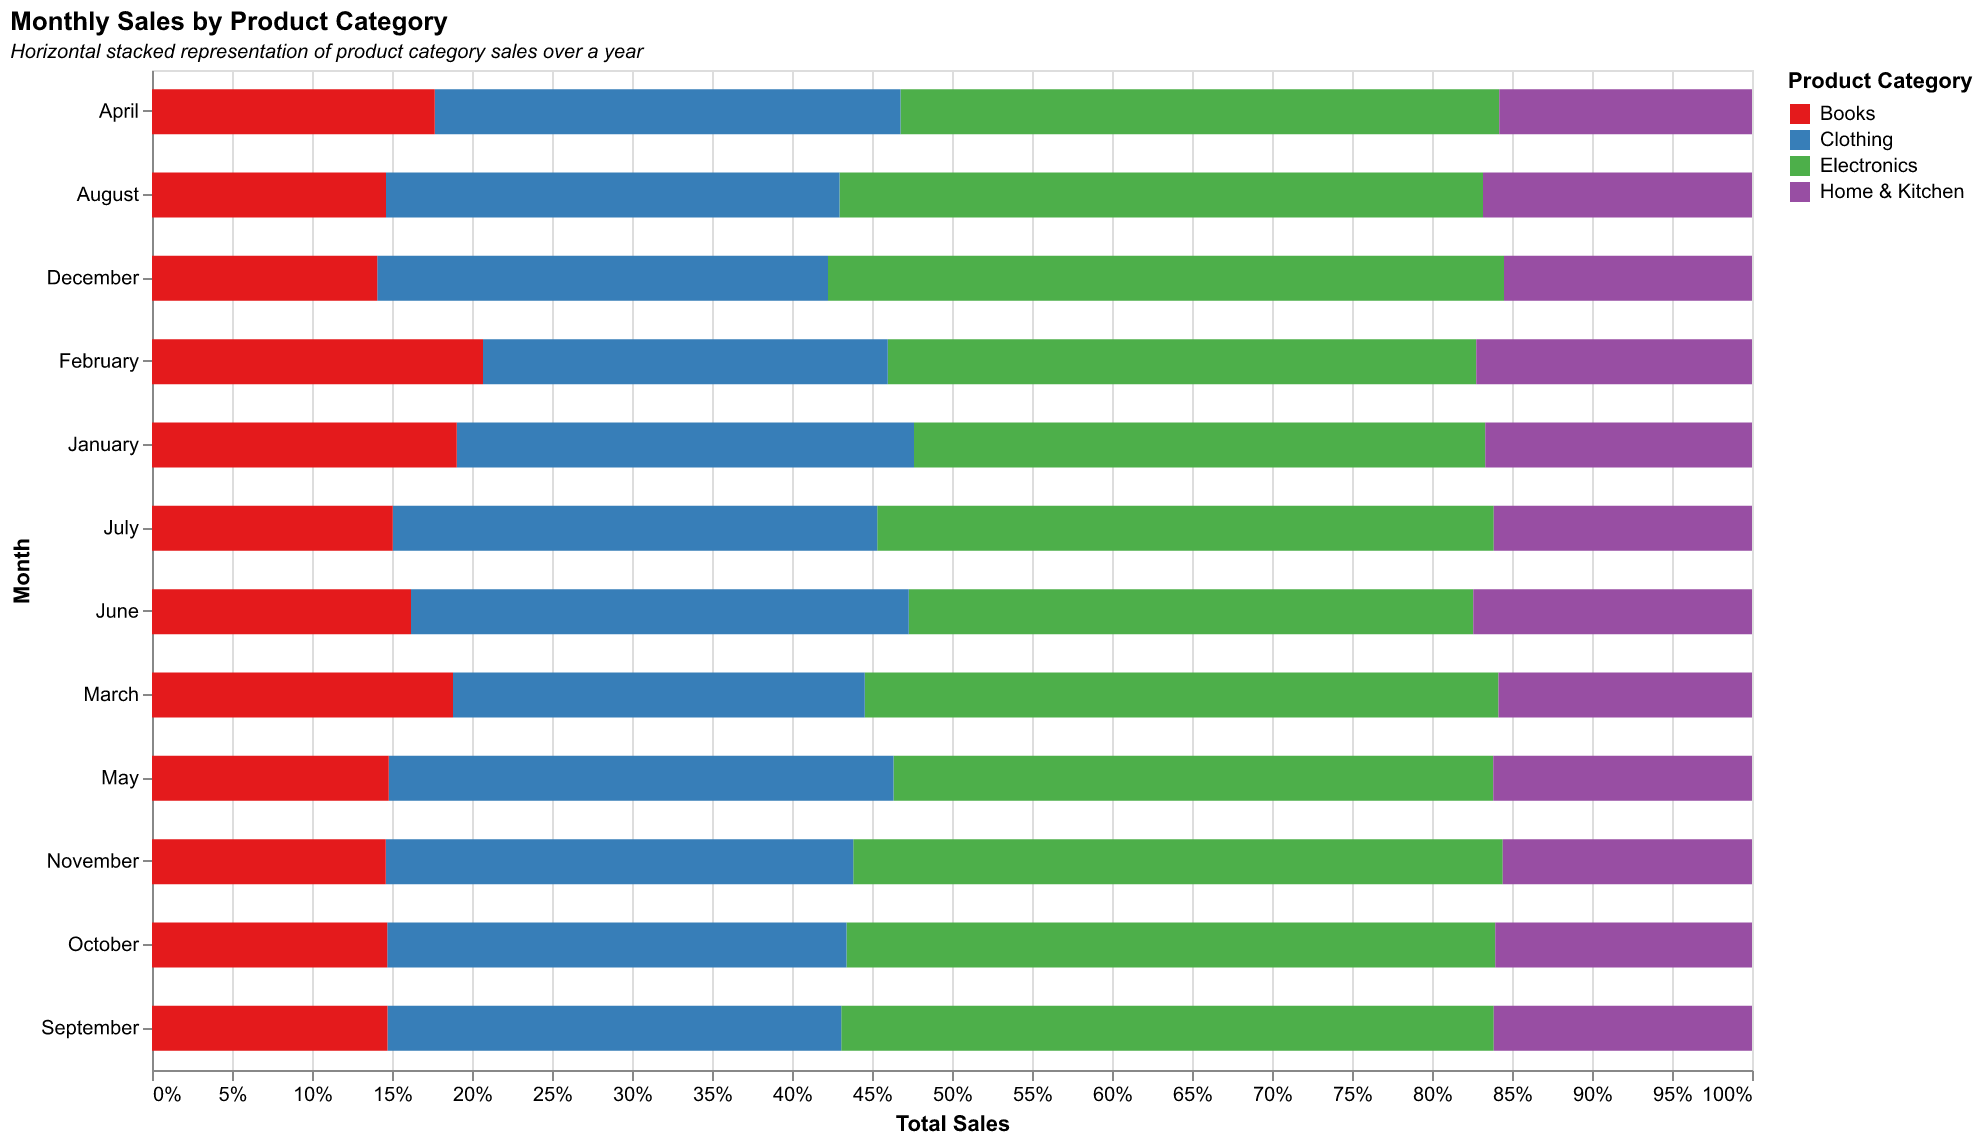 Monthly Sales by Product Category
Horizontal stacked representation of product category sales over a year
Product Category
Books
Clothing
Electronics
Home & Kitchen
Month
April
August
December
February
January
July
June
March
May
November
October
September
0% 5% 10% 15% 20% 25% 30% 35% 40% 45% 50% 55% 60% 65% 70% 75% 80% 85% 90% 95% 100%
Total Sales